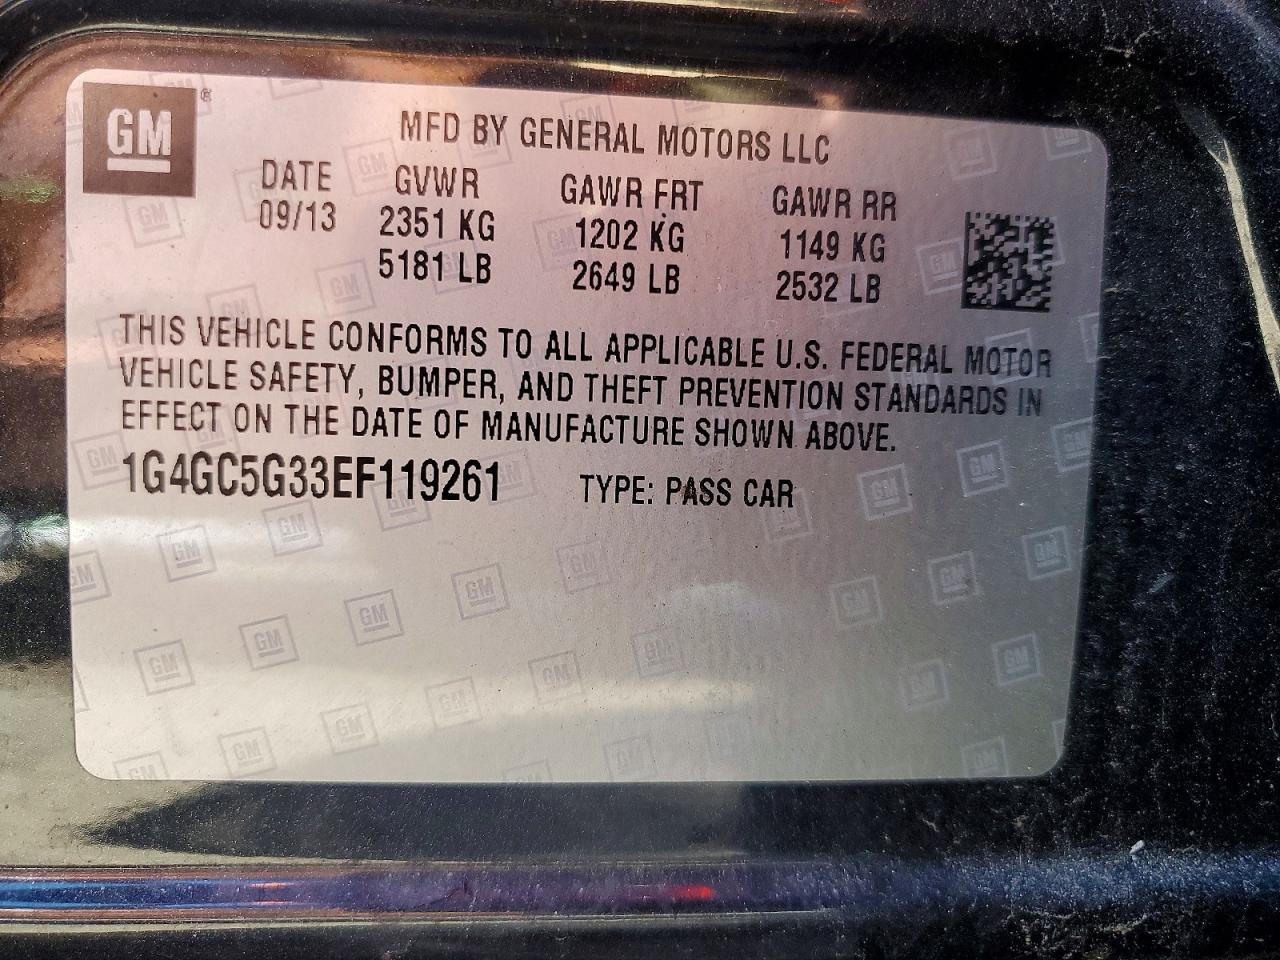 GM ®
MFD BY GENERAL MOTORS LLC
DATE GVWR GAWR FRT GAWR RR
09/13 2351 KG 1202 KG 1149 KG
5181 LB 2649 LB 2532 LB
THIS VEHICLE CONFORMS TO ALL APPLICABLE U.S. FEDERAL MOTOR
VEHICLE SAFETY, BUMPER, AND THEFT PREVENTION STANDARDS IN
EFFECT ON THE DATE OF MANUFACTURE SHOWN ABOVE.
1G4GC5G33EF119261 TYPE: PASS CAR